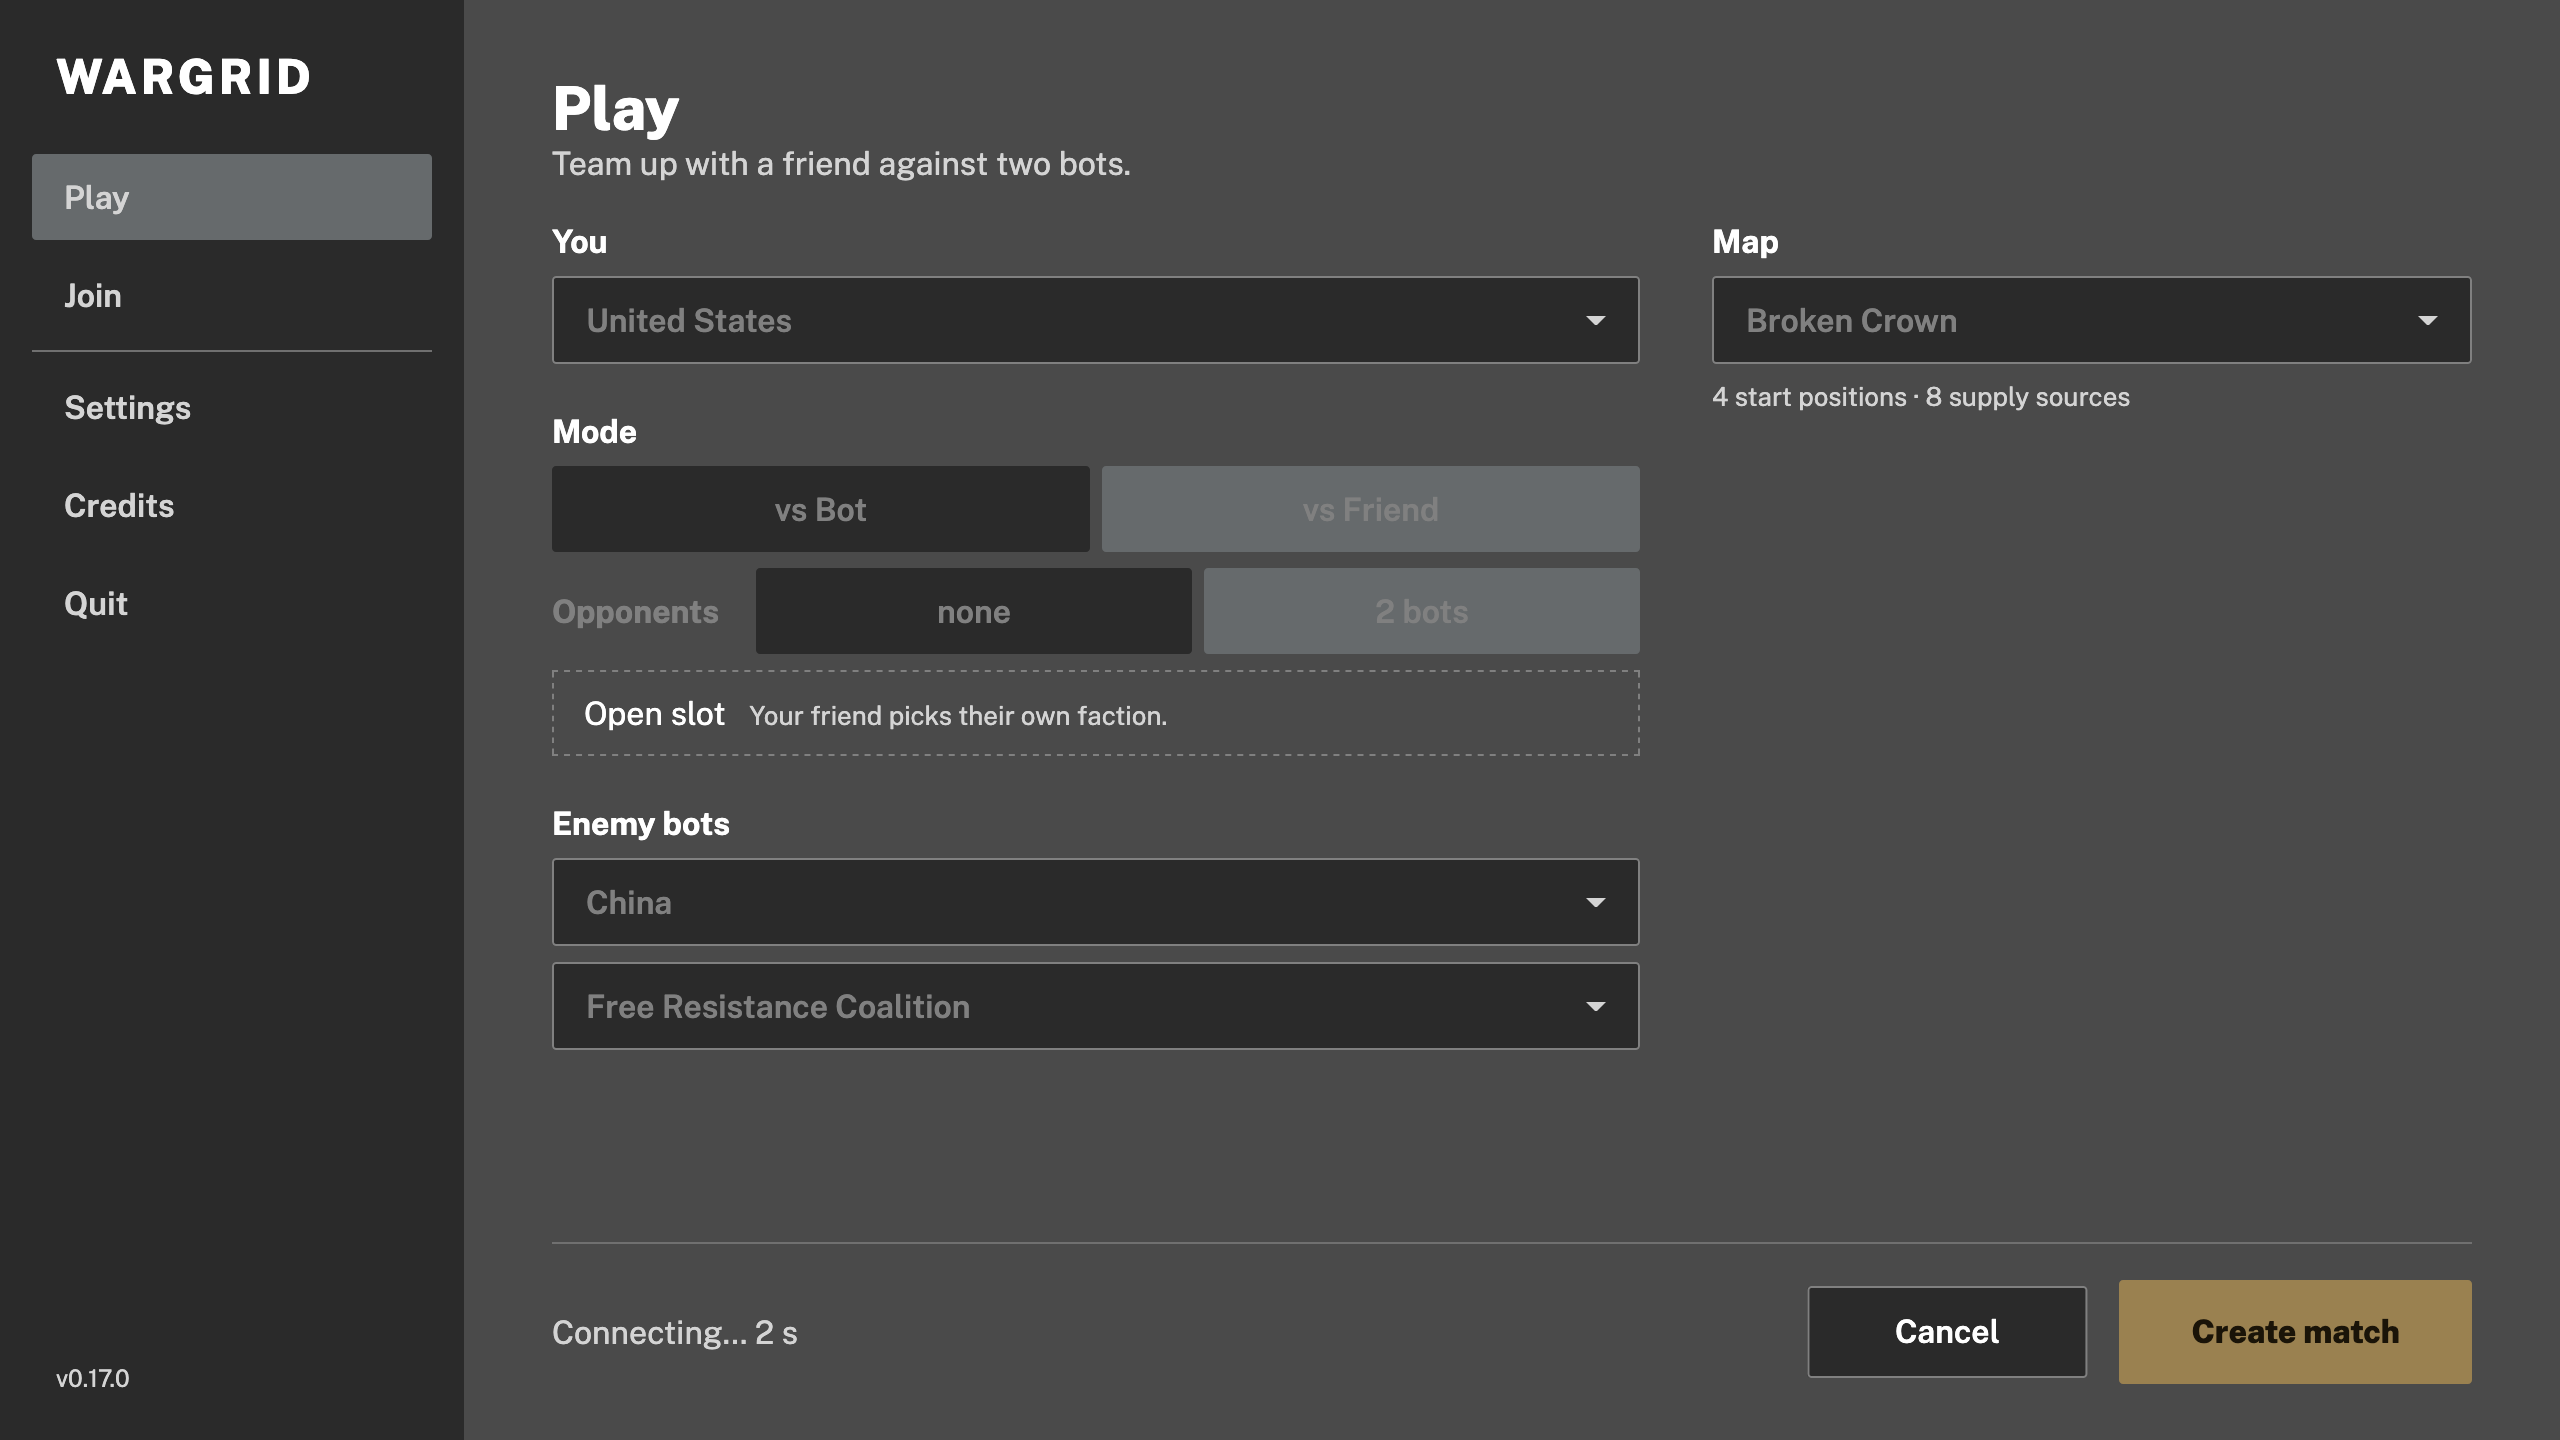 WARGRID
Play
Join
Settings
Credits
Quit
v0.17.0
Play
Team up with a friend against two bots.
You
United States
Mode
vs Bot vs Friend
Opponents none 2 bots
Open slot Your friend picks their own faction.
Enemy bots
China
Free Resistance Coalition
Map
Broken Crown
4 start positions · 8 supply sources
Connecting... 2 s
Cancel Create match